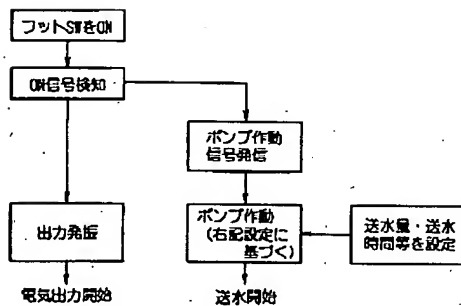 フットSWをON
ON信号検知
ポンプ作動
信号発信
出力発振
ポンプ作動
(右記設定に
基づく)
送水量・送水
時間等を設定
電気出力開始
送水開始